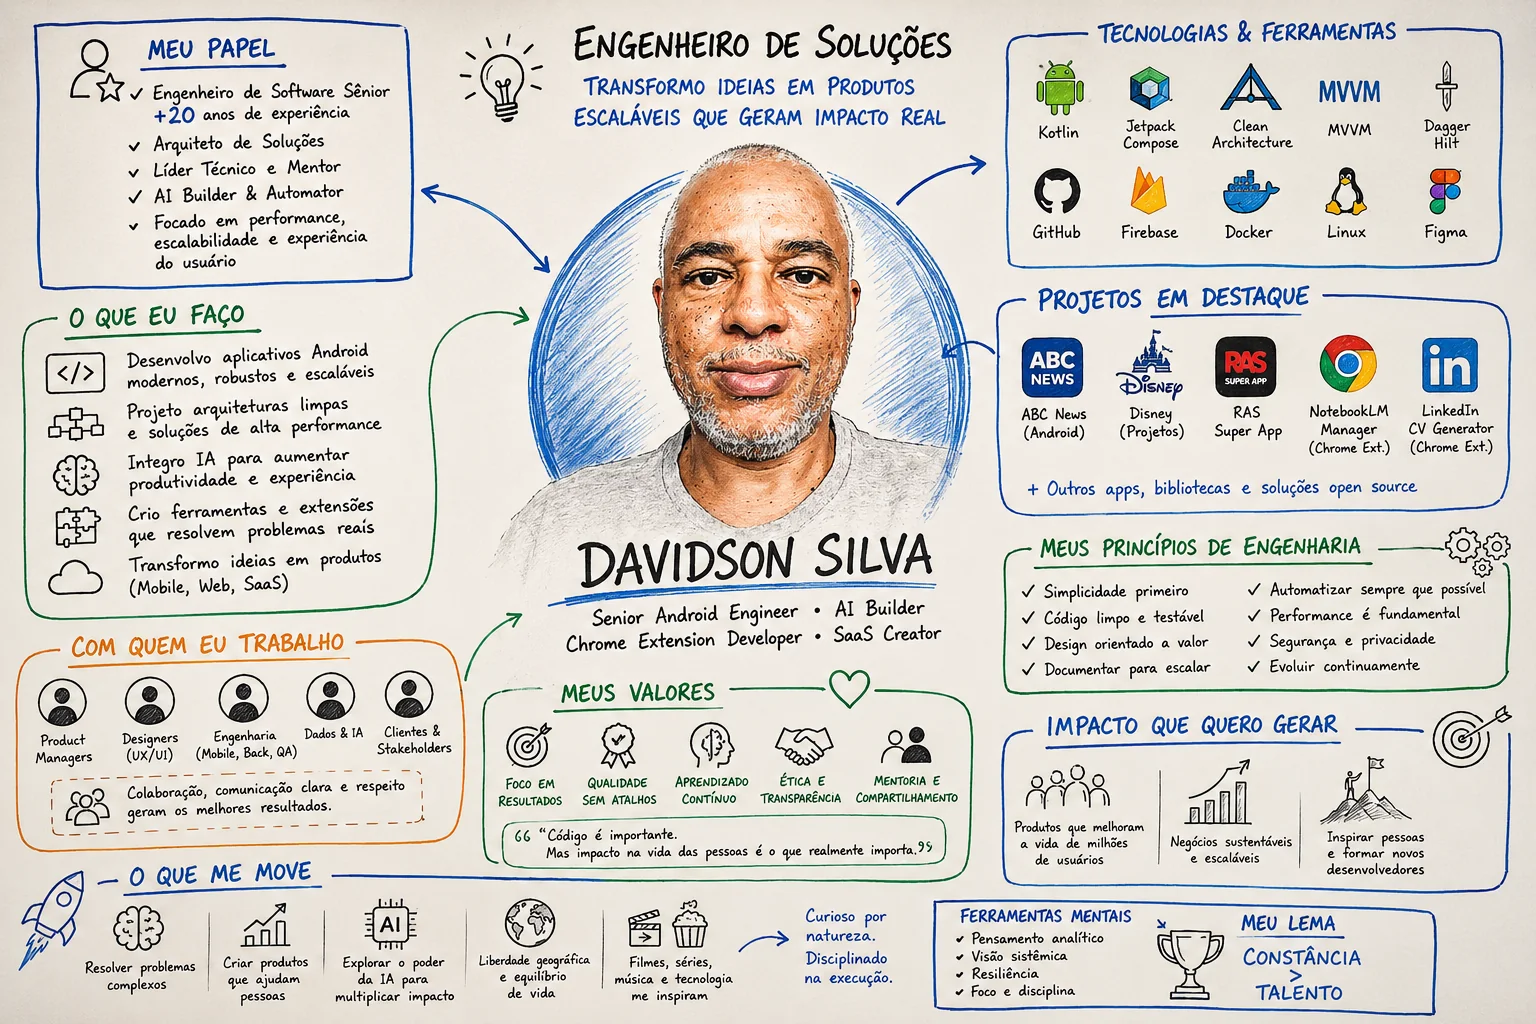 ENGENHEIRO DE SOLUÇÕES
TRANSFORMO IDEIAS EM PRODUTOS
ESCALÁVEIS QUE GERAM IMPACTO REAL
MEU PAPEL
Engenheiro de Software Sênior
+20 anos de experiência
Arquiteto de Soluções
Líder Técnico e Mentor
AI Builder & Automator
Focado em performance,
escalabilidade e experiência
do usuário
O QUE EU FAÇO
</>
Desenvolvo aplicativos Android
modernos, robustos e escaláveis
Projeto arquiteturas limpas
e soluções de alta performance
Integro IA para aumentar
produtividade e experiência
Crio ferramentas e extensões
que resolvem problemas reais
Transformo ideias em produtos
(Mobile, Web, SaaS)
COM QUEM EU TRABALHO
Product
Managers
Designers
(UX/UI)
Engenharia
(Mobile, Back, QA)
Dados & IA
Clientes &
Stakeholders
Colaboração, comunicação clara e respeito
geram os melhores resultados.
DAVIDSON SILVA
Senior Android Engineer • AI Builder
Chrome Extension Developer • SaaS Creator
MEUS VALORES
FOCO EM
RESULTADOS
QUALIDADE
SEM ATALHOS
APRENDIZADO
CONTÍNUO
ÉTICA E
TRANSPARÊNCIA
MENTORIA E
COMPARTILHAMENTO
“ “Código é importante.
Mas impacto na vida das pessoas é o que realmente importa.”
TECNOLOGIAS & FERRAMENTAS
Kotlin
Jetpack
Compose
Clean
Architecture
MVVM
MVVM
Dagger
Hilt
GitHub
Firebase
Docker
Linux
Figma
PROJETOS EM DESTAQUE
ABC
NEWS
ABC News
(Android)
Disney
Disney
(Projetos)
RAS
SUPER APP
RAS
Super App
NotebookLM
Manager
(Chrome Ext.)
in
LinkedIn
CV Generator
(Chrome Ext.)
+ Outros apps, bibliotecas e soluções open source
MEUS PRINCÍPIOS DE ENGENHARIA
Simplicidade primeiro
Código limpo e testável
Design orientado a valor
Documentar para escalar
Automatizar sempre que possível
Performance é fundamental
Segurança e privacidade
Evoluir continuamente
IMPACTO QUE QUERO GERAR
Produtos que melhoram
a vida de milhões
de usuários
Negócios sustentáveis
e escaláveis
Inspirar pessoas
e formar novos
desenvolvedores
O QUE ME MOVE
Resolver problemas
complexos
Criar produtos
que ajudam
pessoas
AI
Explorar o poder
da IA para
multiplicar impacto
Liberdade geográfica
e equilíbrio
de vida
Filmes, séries,
música e tecnologia
me inspiram
Curioso por
natureza.
Disciplinado
na execução.
FERRAMENTAS MENTAIS
Pensamento analítico
Visão sistêmica
Resiliência
Foco e disciplina
MEU LEMA
CONSTÂNCIA
>
TALENTO